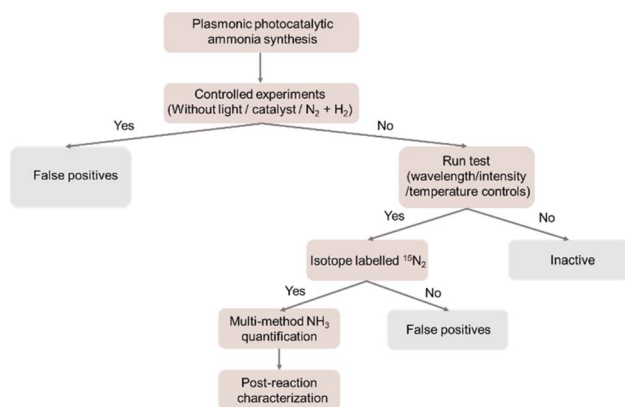 Plasmonic photocatalytic
ammonia synthesis
Controlled experiments
(Without light / catalyst / N₂ + H₂)
Yes
No
False positives
Run test
(wavelength/intensity
/temperature controls)
Yes
No
Isotope labelled ¹⁵N₂
Inactive
Yes
No
Multi-method NH₃
quantification
False positives
Post-reaction
characterization